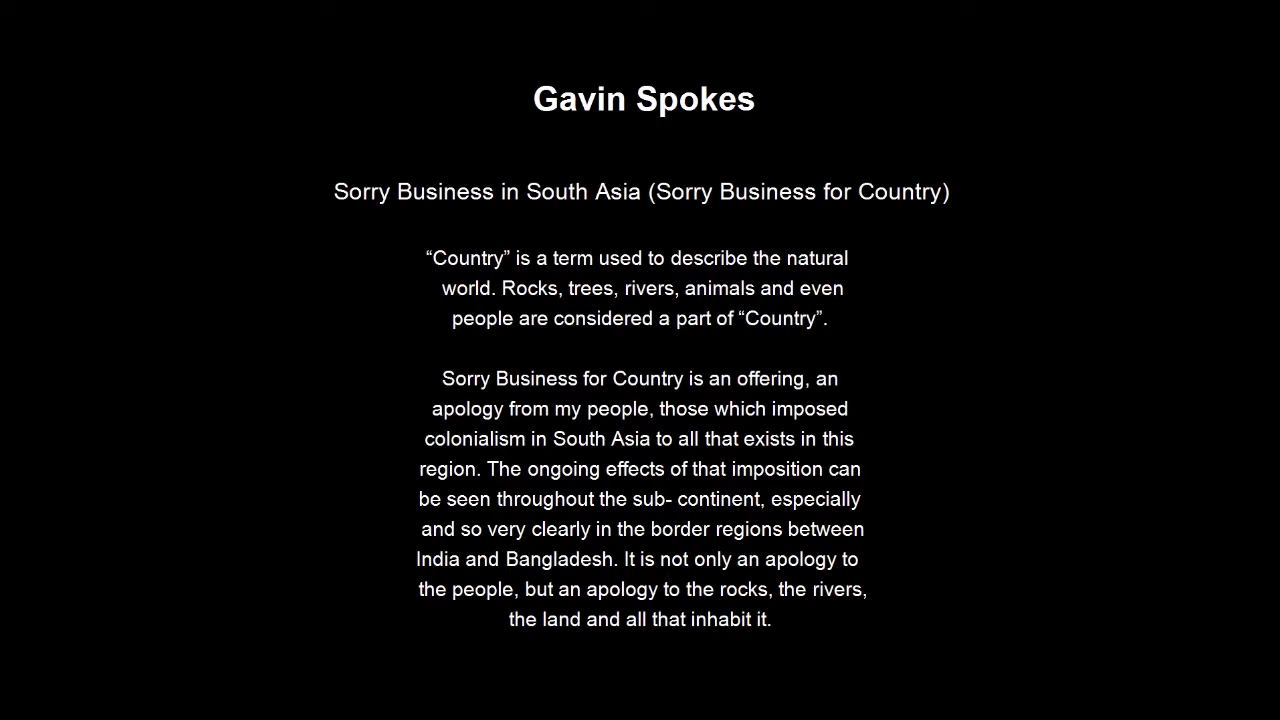 Gavin Spokes
Sorry Business in South Asia (Sorry Business for Country)
“Country” is a term used to describe the natural
world. Rocks, trees, rivers, animals and even
people are considered a part of “Country”.
Sorry Business for Country is an offering, an
apology from my people, those which imposed
colonialism in South Asia to all that exists in this
region. The ongoing effects of that imposition can
be seen throughout the sub- continent, especially
and so very clearly in the border regions between
India and Bangladesh. It is not only an apology to
the people, but an apology to the rocks, the rivers,
the land and all that inhabit it.